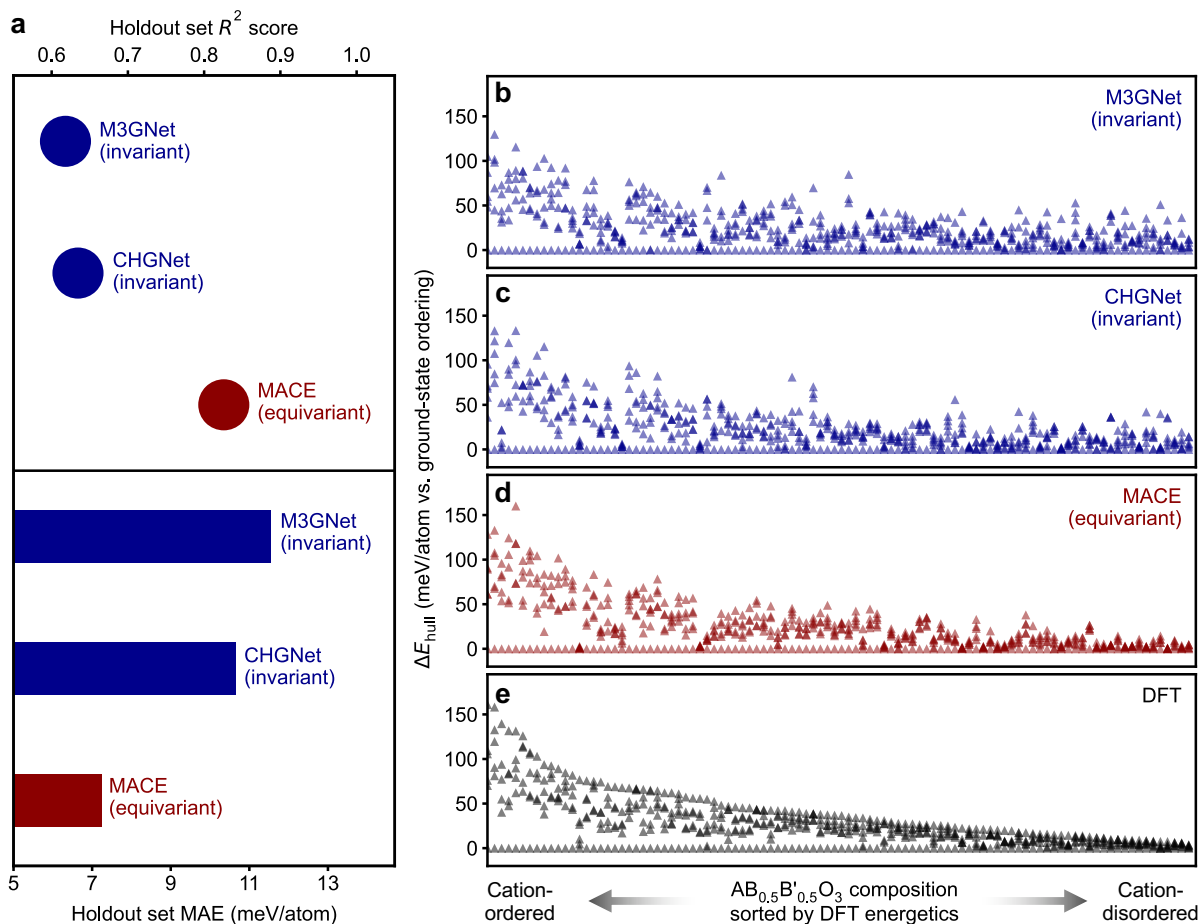 a
Holdout set R² score
0.6 0.7 0.8 0.9 1.0
M3GNet
(invariant)
CHGNet
(invariant)
MACE
(equivariant)
M3GNet
(invariant)
CHGNet
(invariant)
MACE
(equivariant)
5 7 9 11 13
Holdout set MAE (meV/atom)
ΔE_hull (meV/atom vs. ground-state ordering)
b
M3GNet
(invariant)
150
100
50
0
c
CHGNet
(invariant)
150
100
50
0
d
MACE
(equivariant)
150
100
50
0
e
DFT
150
100
50
0
Cation-
ordered
AB₀.₅B'₀.₅O₃ composition
sorted by DFT energetics
Cation-
disordered